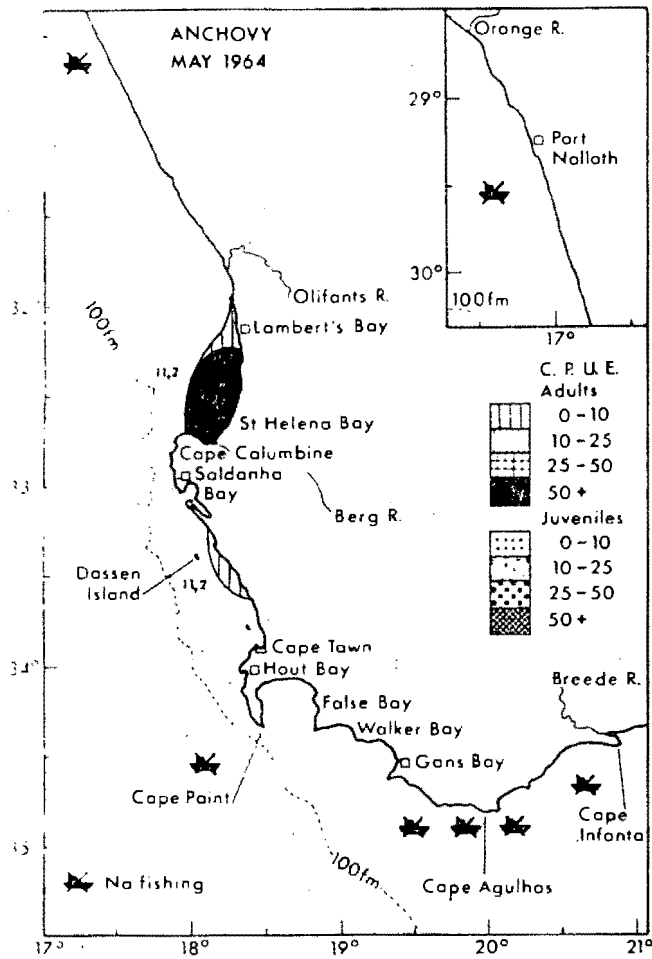 ANCHOVY
MAY 1964
Orange R.
29°
Port
Nolloth
30°
100fm
17°
Olifants R.
100fm
Lambert's Bay
11,2
St Helena Bay
Cape Columbine
Saldanha
Bay
Berg R.
C. P. U. E.
Adults
0-10
10-25
25-50
50+
Juveniles
0-10
10-25
25-50
50+
Dassen
Island
11,2
Cape Town
Hout Bay
Breede R.
False Bay
Walker Bay
Gans Bay
Cape Point
Cape
Infanta
100fm
Cape Agulhas
No fishing
17°
18°
19°
20°
21°